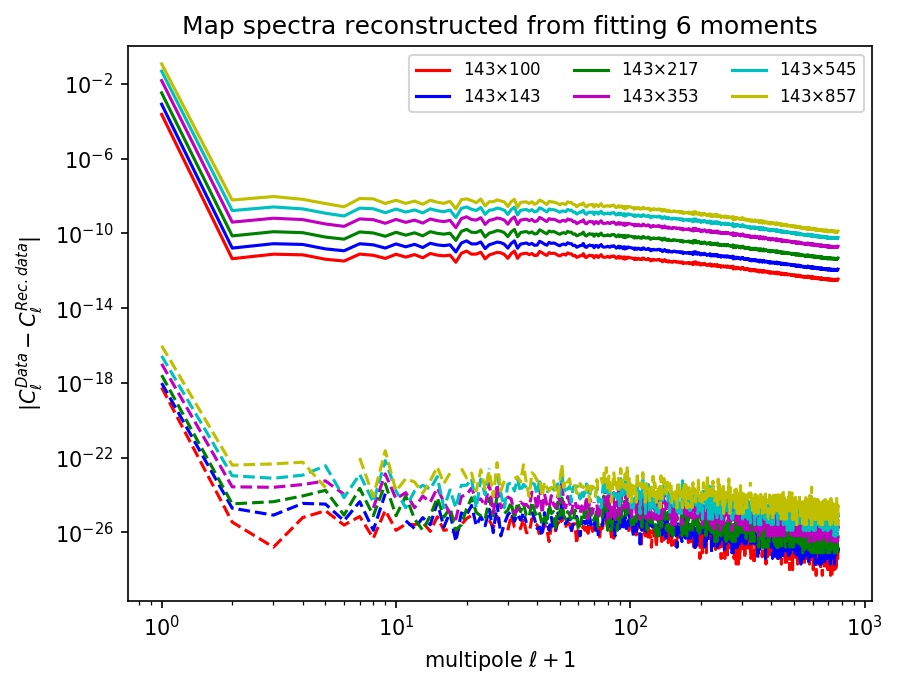 Map spectra reconstructed from fitting 6 moments
143×100 143×217 143×545
143×143 143×353 143×857
|C_ℓ^{Data} − C_ℓ^{Rec. data}|
10^{−2}
10^{−6}
10^{−10}
10^{−14}
10^{−18}
10^{−22}
10^{−26}
10^{0} 10^{1} 10^{2} 10^{3}
multipole ℓ + 1